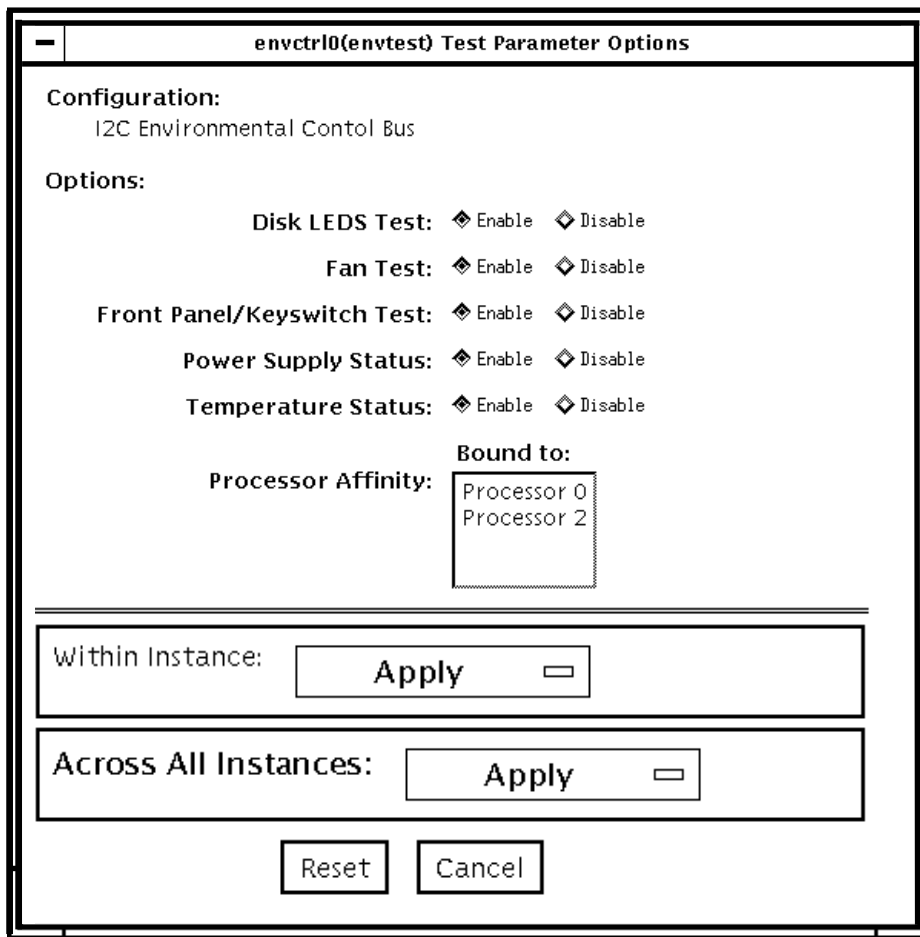 envctrl0(envtest) Test Parameter Options
Configuration:
I2C Environmental Contol Bus
Options:
Disk LEDS Test: Enable Disable
Fan Test: Enable Disable
Front Panel/Keyswitch Test: Enable Disable
Power Supply Status: Enable Disable
Temperature Status: Enable Disable
Bound to:
Processor Affinity:
Processor 0
Processor 2
Within Instance: Apply
Across All Instances: Apply
Reset Cancel